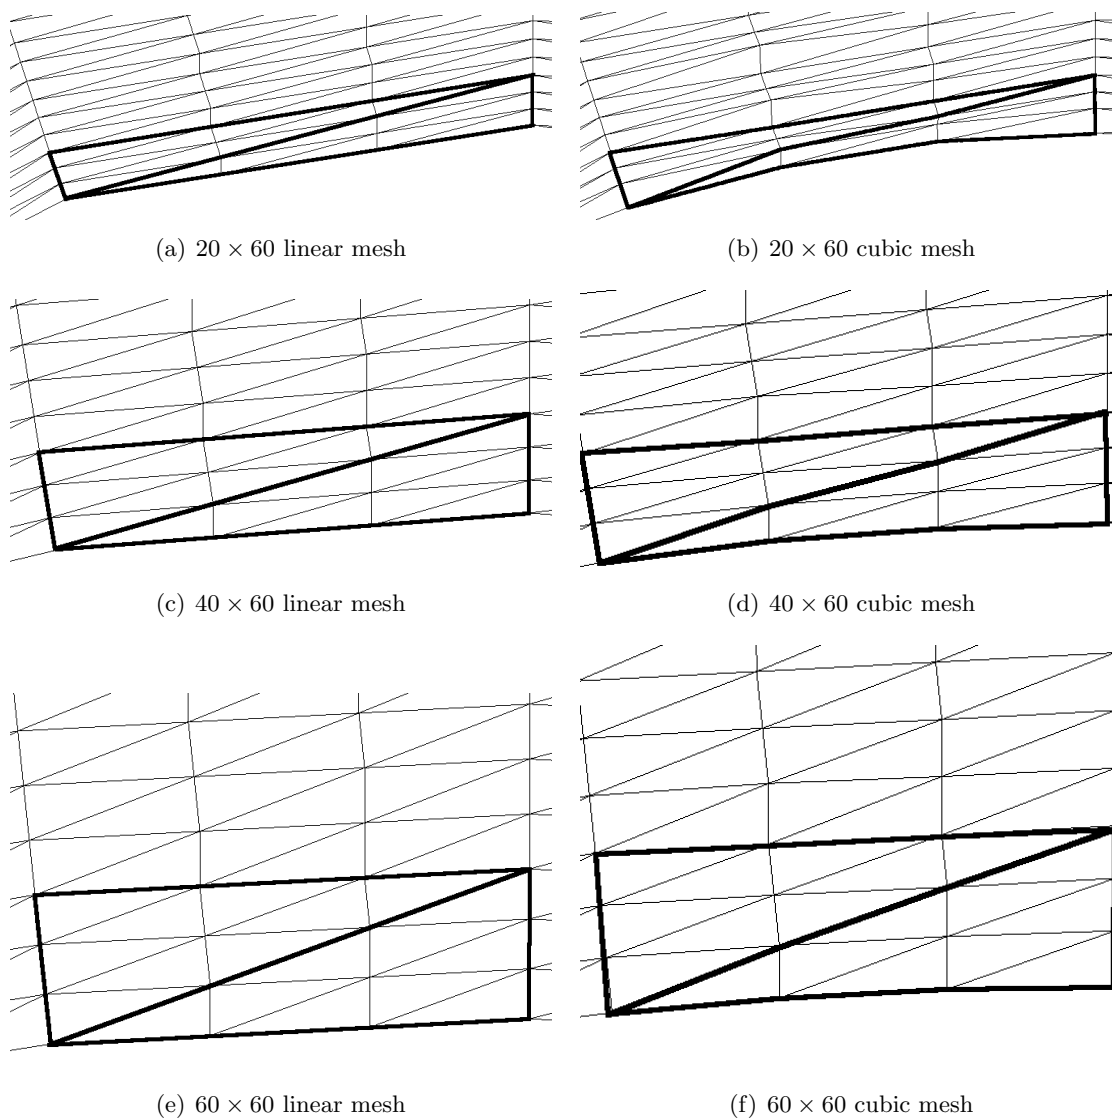 (a) 20 × 60 linear mesh
(b) 20 × 60 cubic mesh
(c) 40 × 60 linear mesh
(d) 40 × 60 cubic mesh
(e) 60 × 60 linear mesh
(f) 60 × 60 cubic mesh